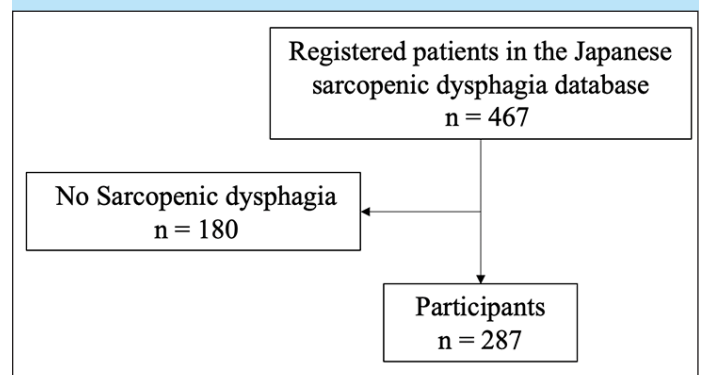 Registered patients in the Japanese
sarcopenic dysphagia database
n = 467
No Sarcopenic dysphagia
n = 180
Participants
n = 287